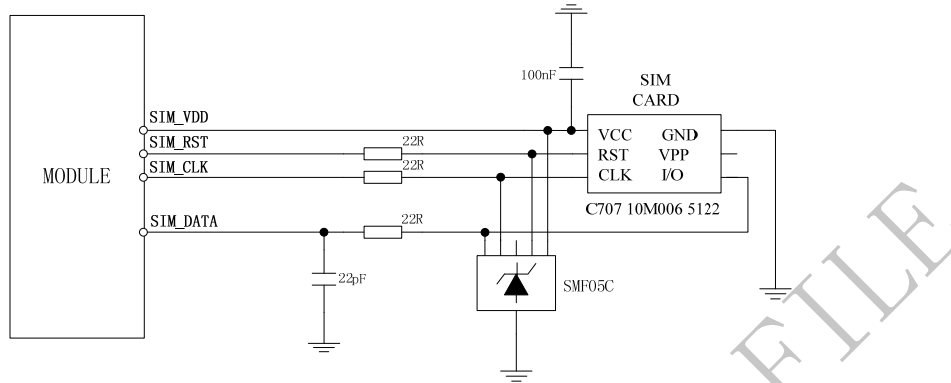 100nF
SIM
CARD
SIM_VDD
SIM_RST
22R
SIM_CLK
22R
VCC GND
RST VPP
CLK I/O
MODULE
C707 10M006 5122
SIM_DATA
22R
22pF
SMF05C
FILE